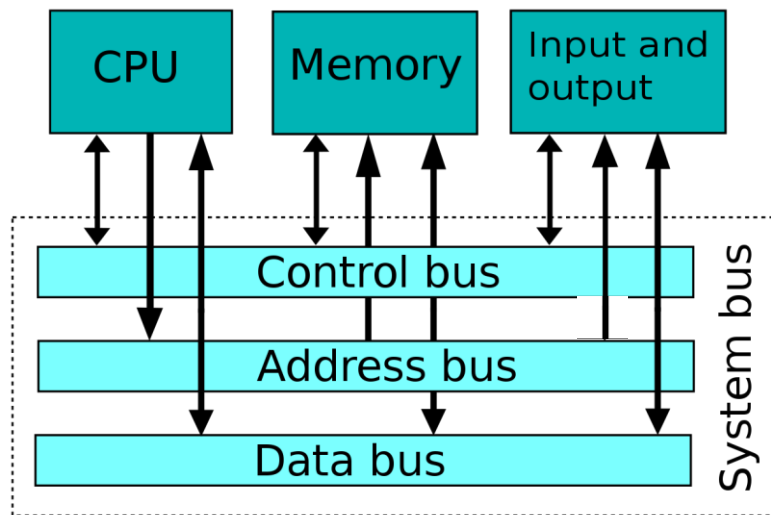 CPU
Memory
Input and
output
Control bus
Address bus
Data bus
System bus